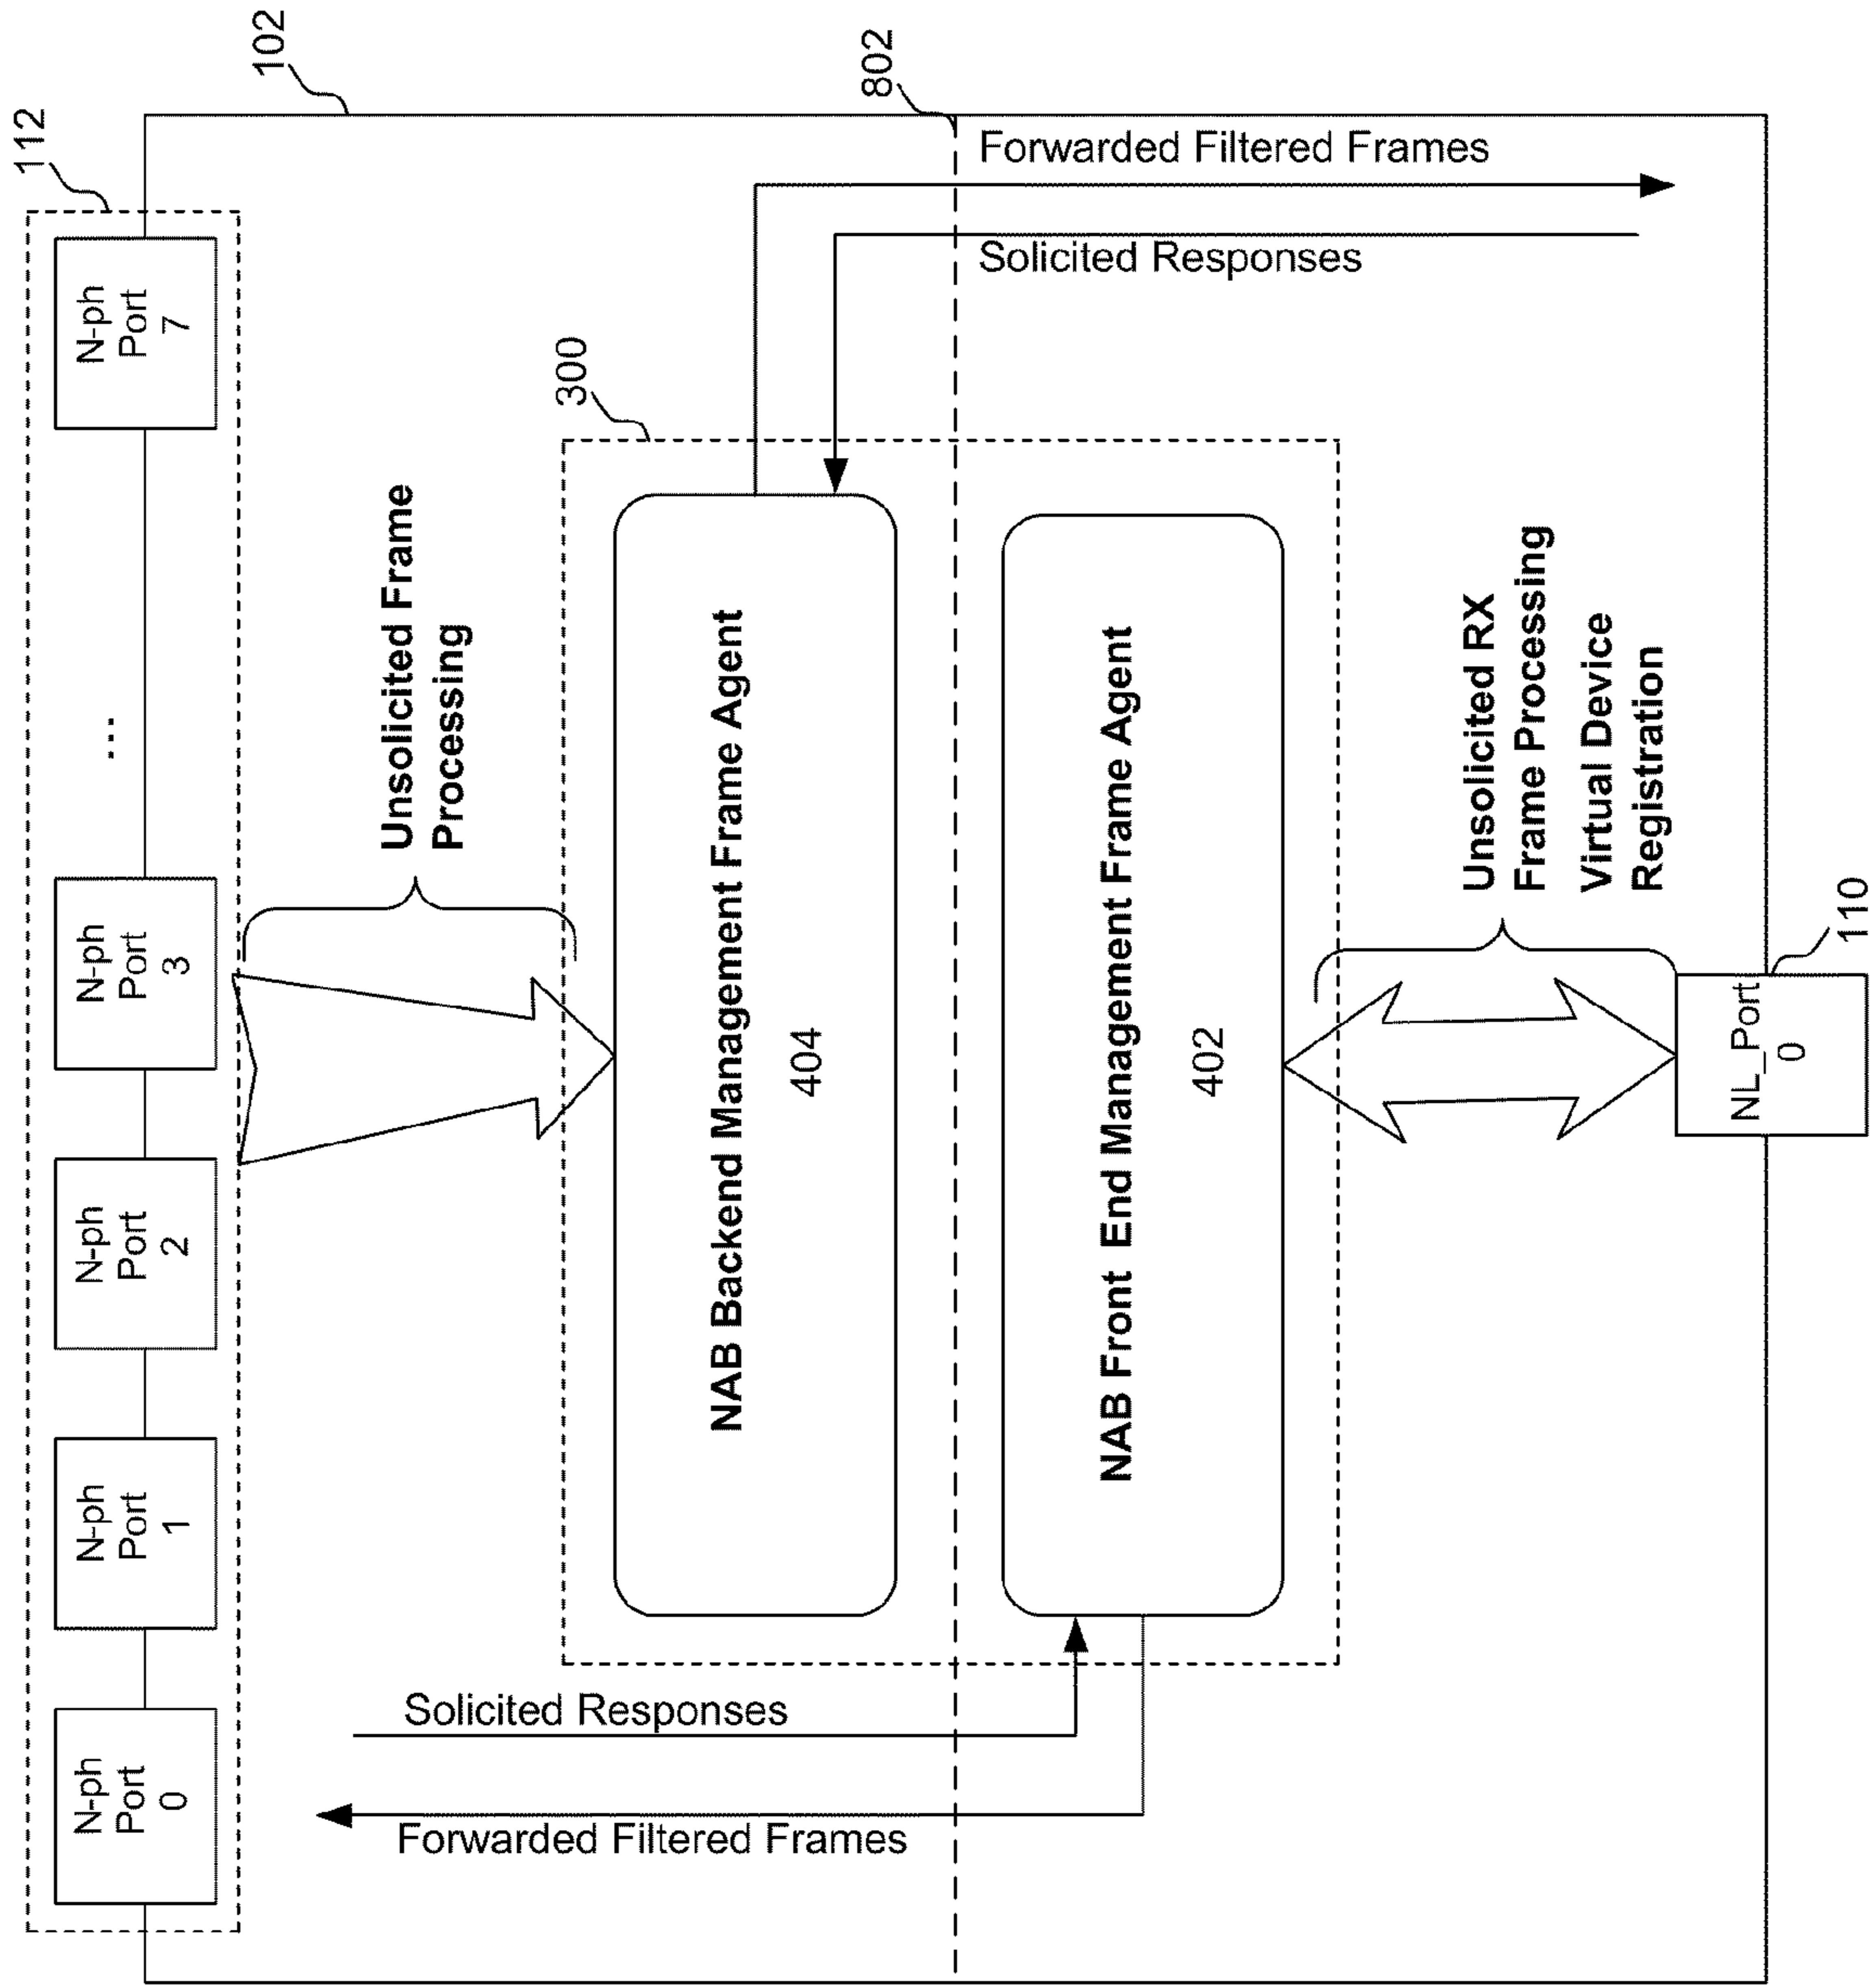 112
102
N-ph
Port
0
N-ph
Port
1
N-ph
Port
2
N-ph
Port
3
...
N-ph
Port
7
802
300
Unsolicited Frame
Processing
Solicited Responses
Forwarded Filtered Frames
NAB Backend Management Frame Agent
404
Forwarded Filtered Frames
Solicited Responses
NAB Front End Management Frame Agent
402
Unsolicited RX
Frame Processing
Virtual Device
Registration
NL_Port
0
110